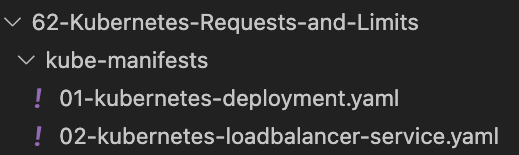 62-Kubernetes-Requests-and-Limits
kube-manifests
! 01-kubernetes-deployment.yaml
! 02-kubernetes-loadbalancer-service.yaml